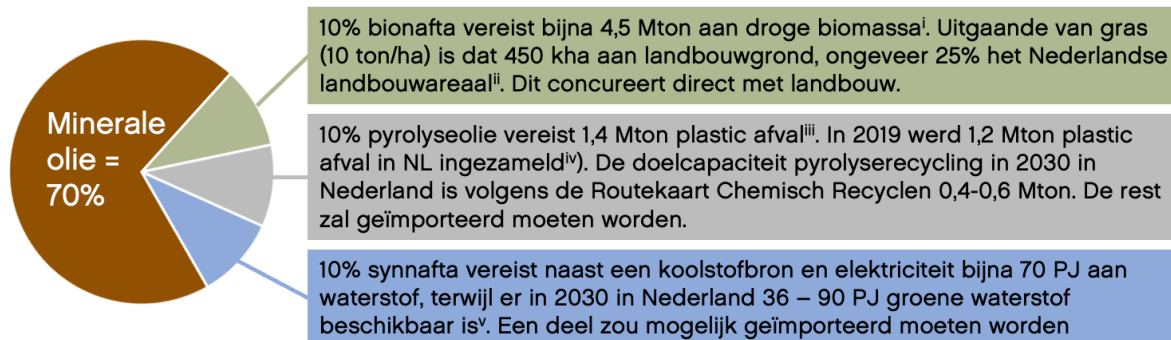 Minerale
olie =
70%
10% bionafta vereist bijna 4,5 Mton aan droge biomassaⁱ. Uitgaande van gras
(10 ton/ha) is dat 450 kha aan landbouwgrond, ongeveer 25% het Nederlandse
landbouwareaalⁱⁱ. Dit concureert direct met landbouw.
10% pyrolyseolie vereist 1,4 Mton plastic afvalⁱⁱⁱ. In 2019 werd 1,2 Mton plastic
afval in NL ingezameldⁱᵛ). De doelcapaciteit pyrolyserecycling in 2030 in
Nederland is volgens de Routekaart Chemisch Recyclen 0,4-0,6 Mton. De rest
zal geïmporteerd moeten worden.
10% synnafta vereist naast een koolstofbron en elektriciteit bijna 70 PJ aan
waterstof, terwijl er in 2030 in Nederland 36 – 90 PJ groene waterstof
beschikbaar isᵛ. Een deel zou mogelijk geïmporteerd moeten worden